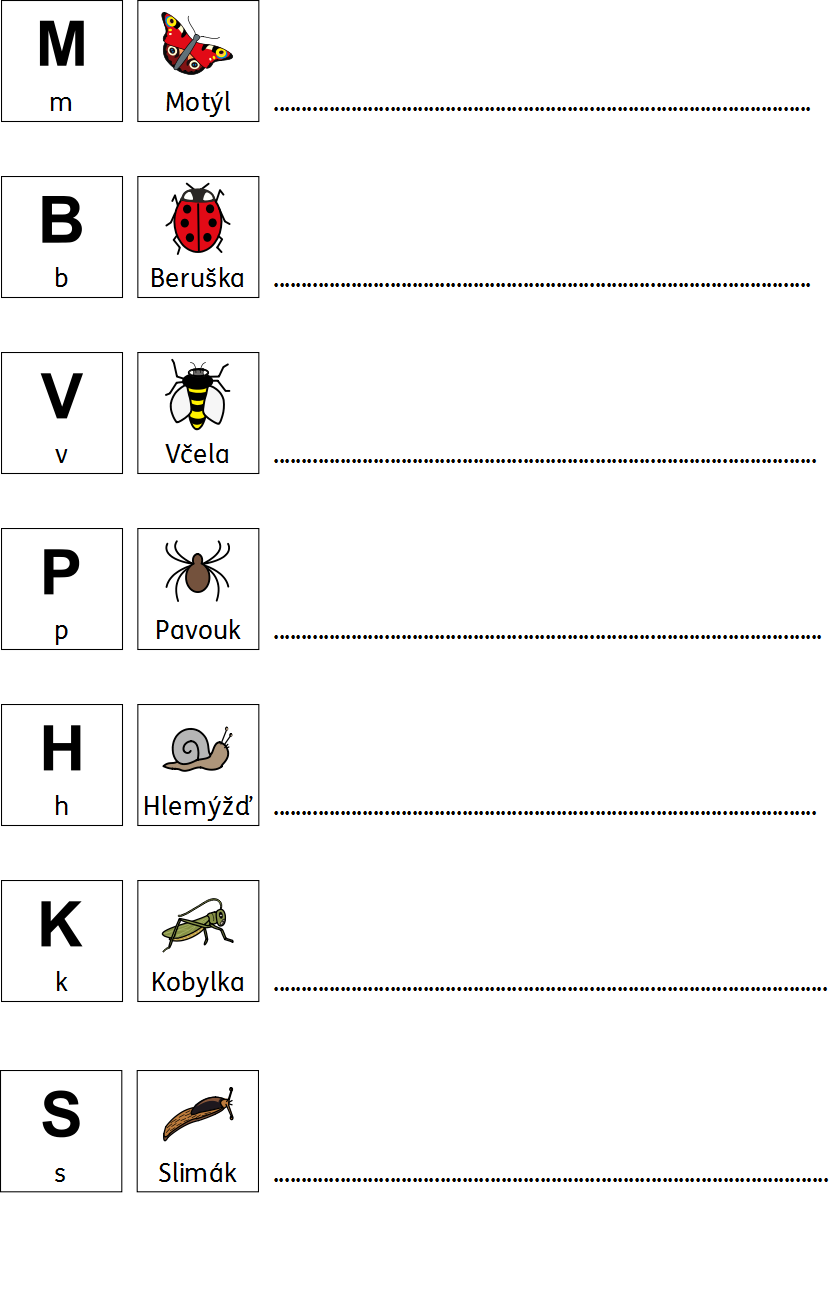 M
m
Motýl ................................................................................
B
b
Beruška ................................................................................
V
v
Včela ................................................................................
P
p
Pavouk ................................................................................
H
h
Hlemýžď ................................................................................
K
k
Kobylka ................................................................................
S
s
Slimák ................................................................................